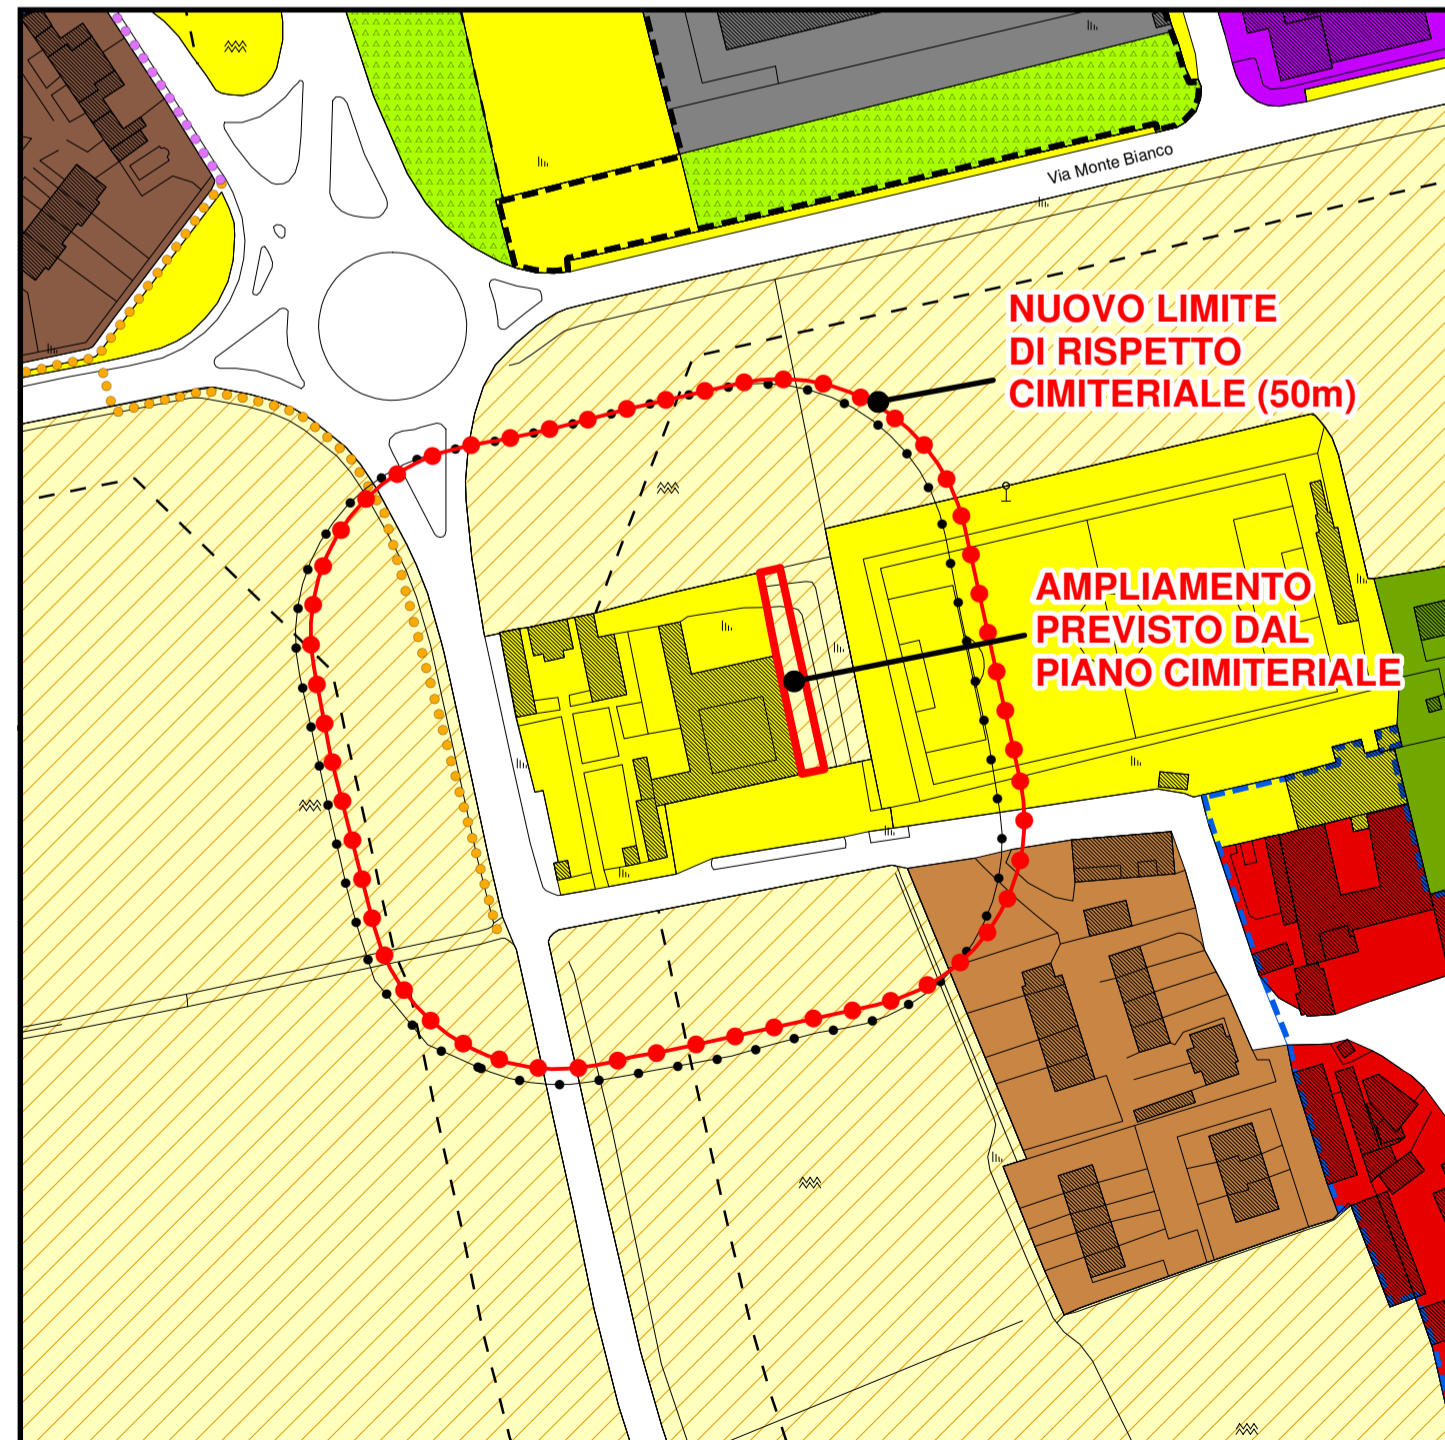 Via Monte Bianco
NUOVO LIMITE
DI RISPETTO
CIMITERIALE (50m)
AMPLIAMENTO
PREVISTO DAL
PIANO CIMITERIALE